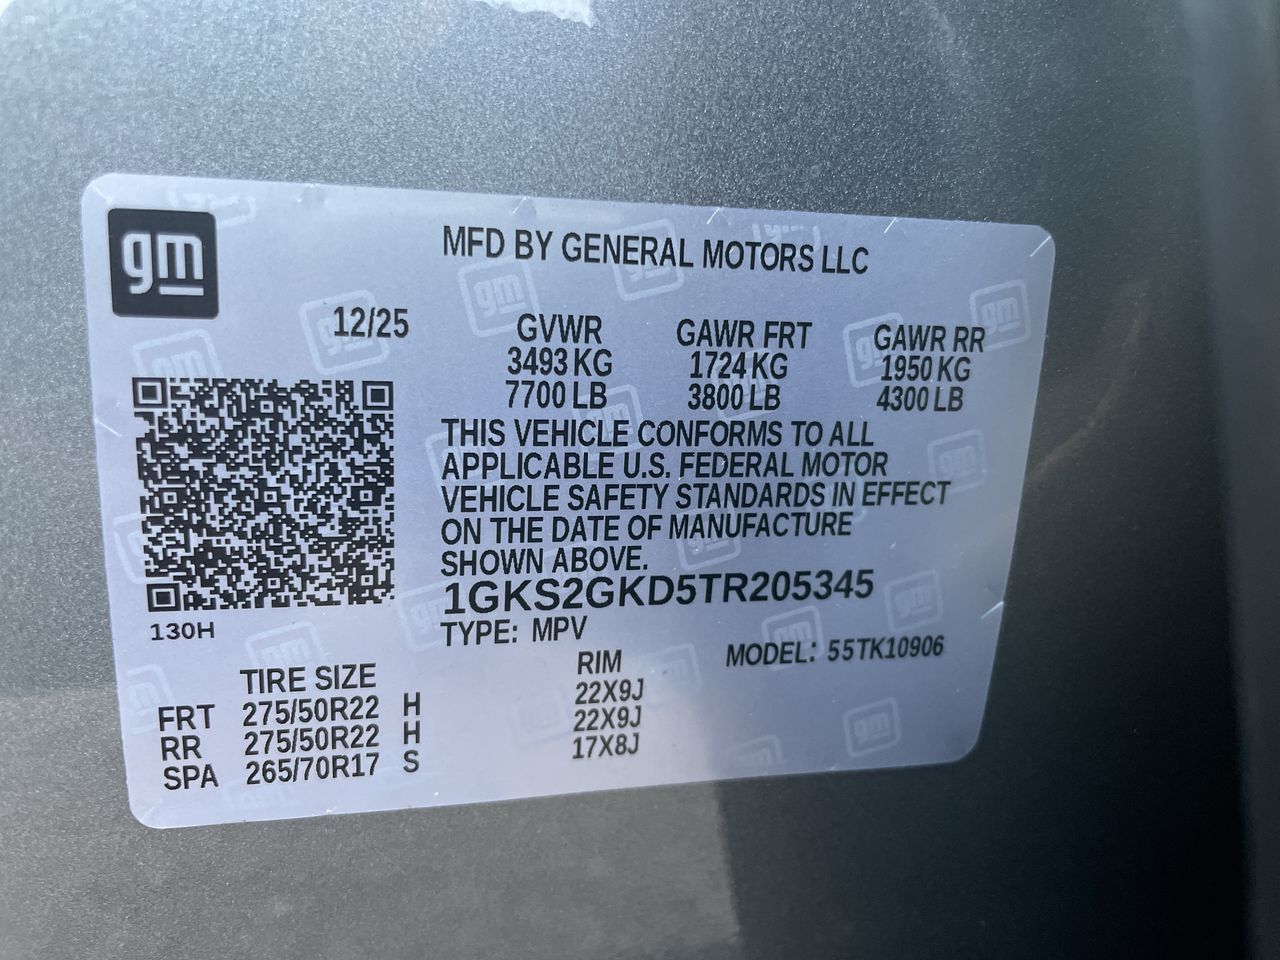 gm
MFD BY GENERAL MOTORS LLC
12/25 GVWR GAWR FRT GAWR RR
3493 KG 1724 KG 1950 KG
7700 LB 3800 LB 4300 LB
THIS VEHICLE CONFORMS TO ALL
APPLICABLE U.S. FEDERAL MOTOR
VEHICLE SAFETY STANDARDS IN EFFECT
ON THE DATE OF MANUFACTURE
SHOWN ABOVE.
1GKS2GKD5TR205345
130H
TYPE: MPV MODEL: 55TK10906
TIRE SIZE RIM
FRT 275/50R22 H 22X9J
RR 275/50R22 H 22X9J
SPA 265/70R17 S 17X8J